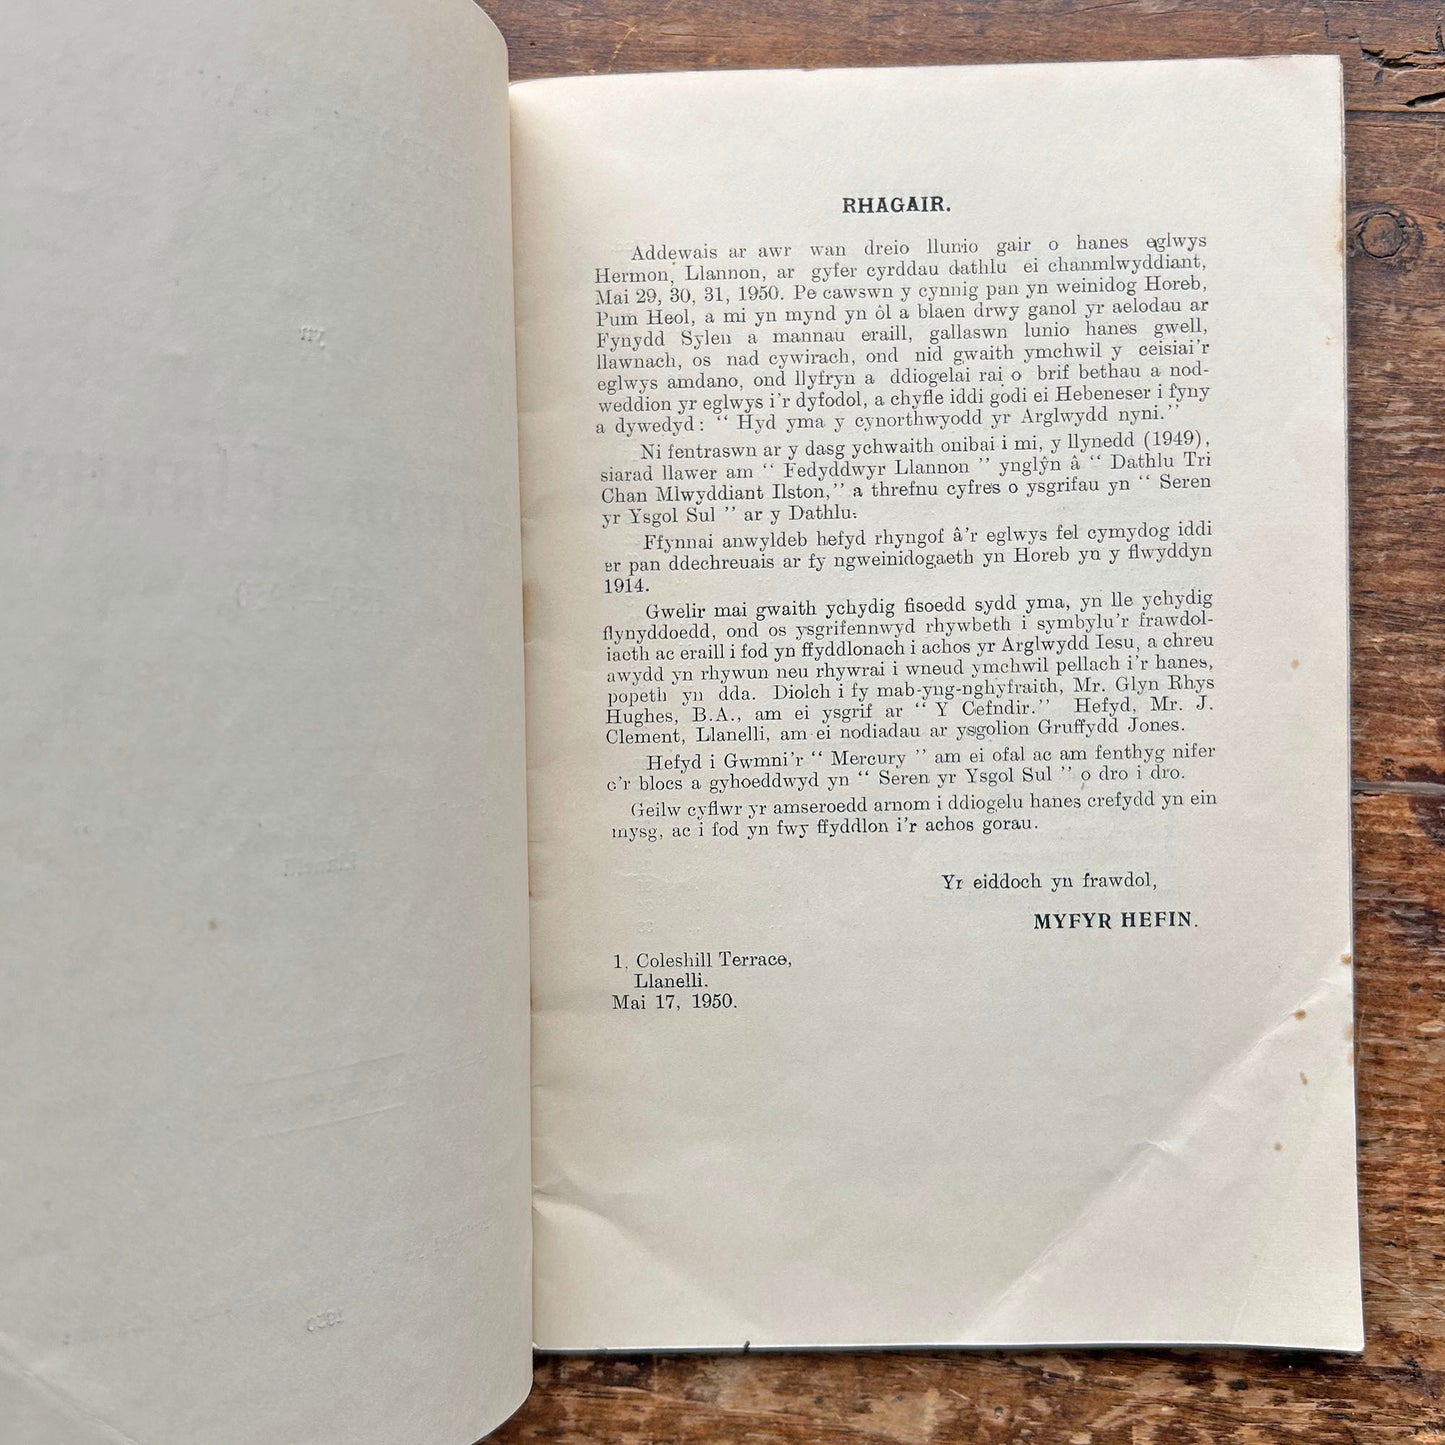 RHAGAIR.
Addewais ar awr wan dreio llunio gair o hanes eglwys
Hermon, Llannon, ar gyfer cyrddau dathlu ei chanmlwyddiant,
Mai 29, 30, 31, 1950. Pe cawswn y cynnig pan yn weinidog Horeb,
Pum Heol, a mi yn mynd yn ôl a blaen drwy ganol yr aelodau ar
Fynydd Sylen a mannau eraill, gallaswn lunio hanes gwell,
llawnach, os nad cywirach, ond nid gwaith ymchwil y ceisiai'r
eglwys amdano, ond llyfryn a ddiogelai rai o brif bethau a nod-
weddion yr eglwys i'r dyfodol, a chyfle iddi godi ei Hebeneser i fyny
a dywedyd: “ Hyd yma y cynorthwyodd yr Arglwydd nyni.”
Ni fentraswn ar y dasg ychwaith onibai i mi, y llynedd (1949),
siarad llawer am “ Fedyddwyr Llannon ” ynglŷn â “ Dathlu Tri
Chan Mlwyddiant Ilston,” a threfnu cyfres o ysgrifau yn “ Seren
yr Ysgol Sul ” ar y Dathlu.
Ffynnai anwyldeb hefyd rhyngof â'r eglwys fel cymydog iddi
er pan ddechreuais ar fy ngweinidogaeth yn Horeb yn y flwyddyn
1914.
Gwelir mai gwaith ychydig fisoedd sydd yma, yn lle ychydig
flynyddoedd, ond os ysgrifennwyd rhywbeth i symbylu'r frawdol-
iaeth ac eraill i fod yn ffyddlonach i achos yr Arglwydd Iesu, a chreu
awydd yn rhywun neu rhywrai i wneud ymchwil pellach i'r hanes,
popeth yn dda. Diolch i fy mab-yng-nghyfraith, Mr. Glyn Rhys
Hughes, B.A., am ei ysgrif ar “ Y Cefndir.” Hefyd, Mr. J.
Clement, Llanelli, am ei nodiadau ar ysgolion Gruffydd Jones.
Hefyd i Gwmni'r “ Mercury ” am ei ofal ac am fenthyg nifer
o'r blocs a gyhoeddwyd yn “ Seren yr Ysgol Sul ” o dro i dro.
Geilw cyflwr yr amseroedd arnom i ddiogelu hanes crefydd yn ein
mysg, ac i fod yn fwy ffyddlon i'r achos gorau.
Yr eiddoch yn frawdol,
MYFYR HEFIN.
1, Coleshill Terrace,
Llanelli.
Mai 17, 1950.